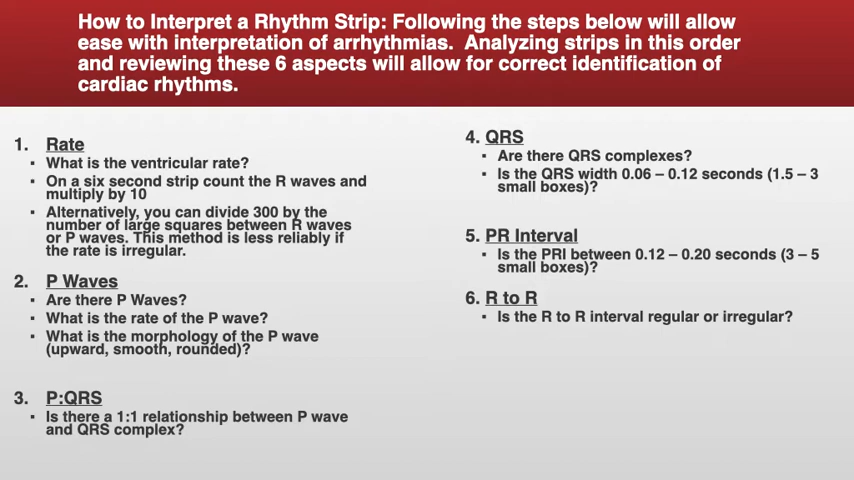 How to Interpret a Rhythm Strip: Following the steps below will allow
ease with interpretation of arrhythmias.  Analyzing strips in this order
and reviewing these 6 aspects will allow for correct identification of
cardiac rhythms.
1. Rate
▪ What is the ventricular rate?
▪ On a six second strip count the R waves and
multiply by 10
▪ Alternatively, you can divide 300 by the
number of large squares between R waves
or P waves. This method is less reliably if
the rate is irregular.
2. P Waves
▪ Are there P Waves?
▪ What is the rate of the P wave?
▪ What is the morphology of the P wave
(upward, smooth, rounded)?
3. P:QRS
▪ Is there a 1:1 relationship between P wave
and QRS complex?
4. QRS
▪ Are there QRS complexes?
▪ Is the QRS width 0.06 – 0.12 seconds (1.5 – 3
small boxes)?
5. PR Interval
▪ Is the PRI between 0.12 – 0.20 seconds (3 – 5
small boxes)?
6. R to R
▪ Is the R to R interval regular or irregular?